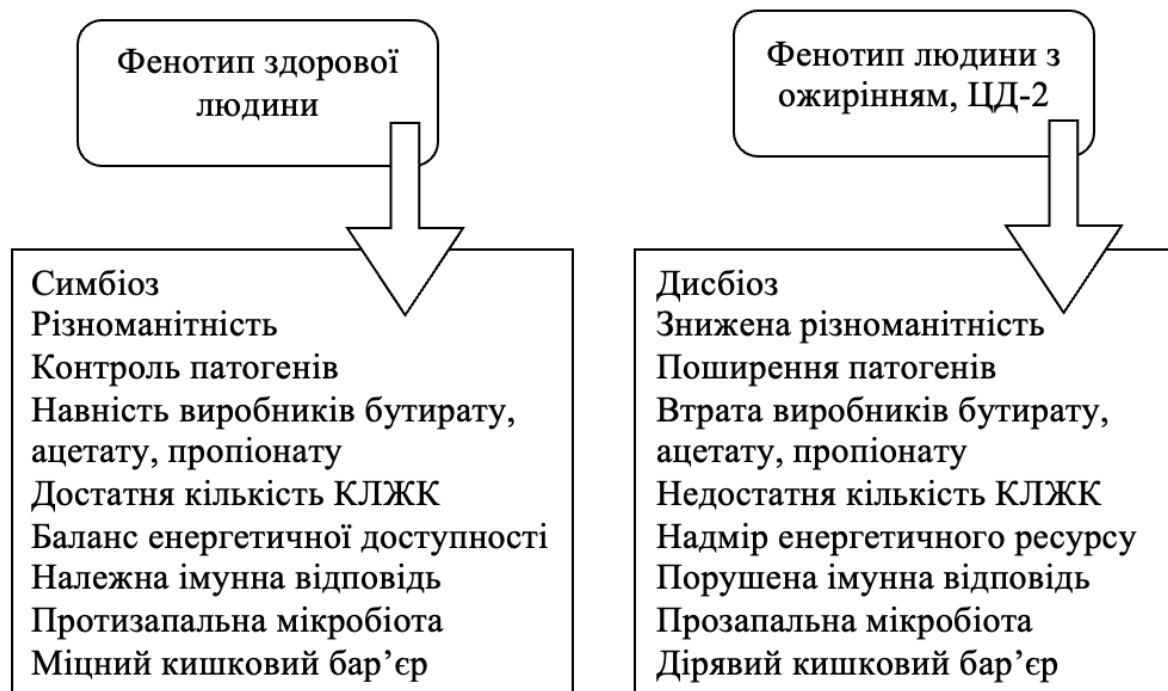 Фенотип здорової
людини
Симбіоз
Різноманітність
Контроль патогенів
Навність виробників бутирату,
ацетату, пропіонату
Достатня кількість КЛЖК
Баланс енергетичної доступності
Належна імунна відповідь
Протизапальна мікробіота
Міцний кишковий бар’єр
Фенотип людини з
ожирінням, ЦД-2
Дисбіоз
Знижена різноманітність
Поширення патогенів
Втрата виробників бутирату,
ацетату, пропіонату
Недостатня кількість КЛЖК
Надмір енергетичного ресурсу
Порушена імунна відповідь
Прозапальна мікробіота
Дірявий кишковий бар’єр